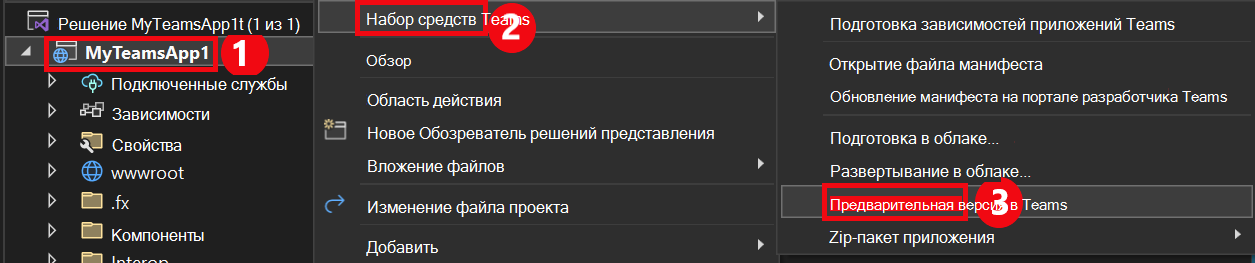 Решение MyTeamsApp1t (1 из 1)
MyTeamsApp1
1
Подключенные службы
Зависимости
Свойства
wwwroot
.fx
Компоненты
Interop
Набор средств Teams
2
Обзор
Область действия
Новое Обозреватель решений представления
Вложение файлов
Изменение файла проекта
Добавить
Подготовка зависимостей приложений Teams
Открытие файла манифеста
Обновление манифеста на портале разработчика Teams
Подготовка в облаке...
Развертывание в облаке...
Предварительная версия в Teams
3
Zip-пакет приложения